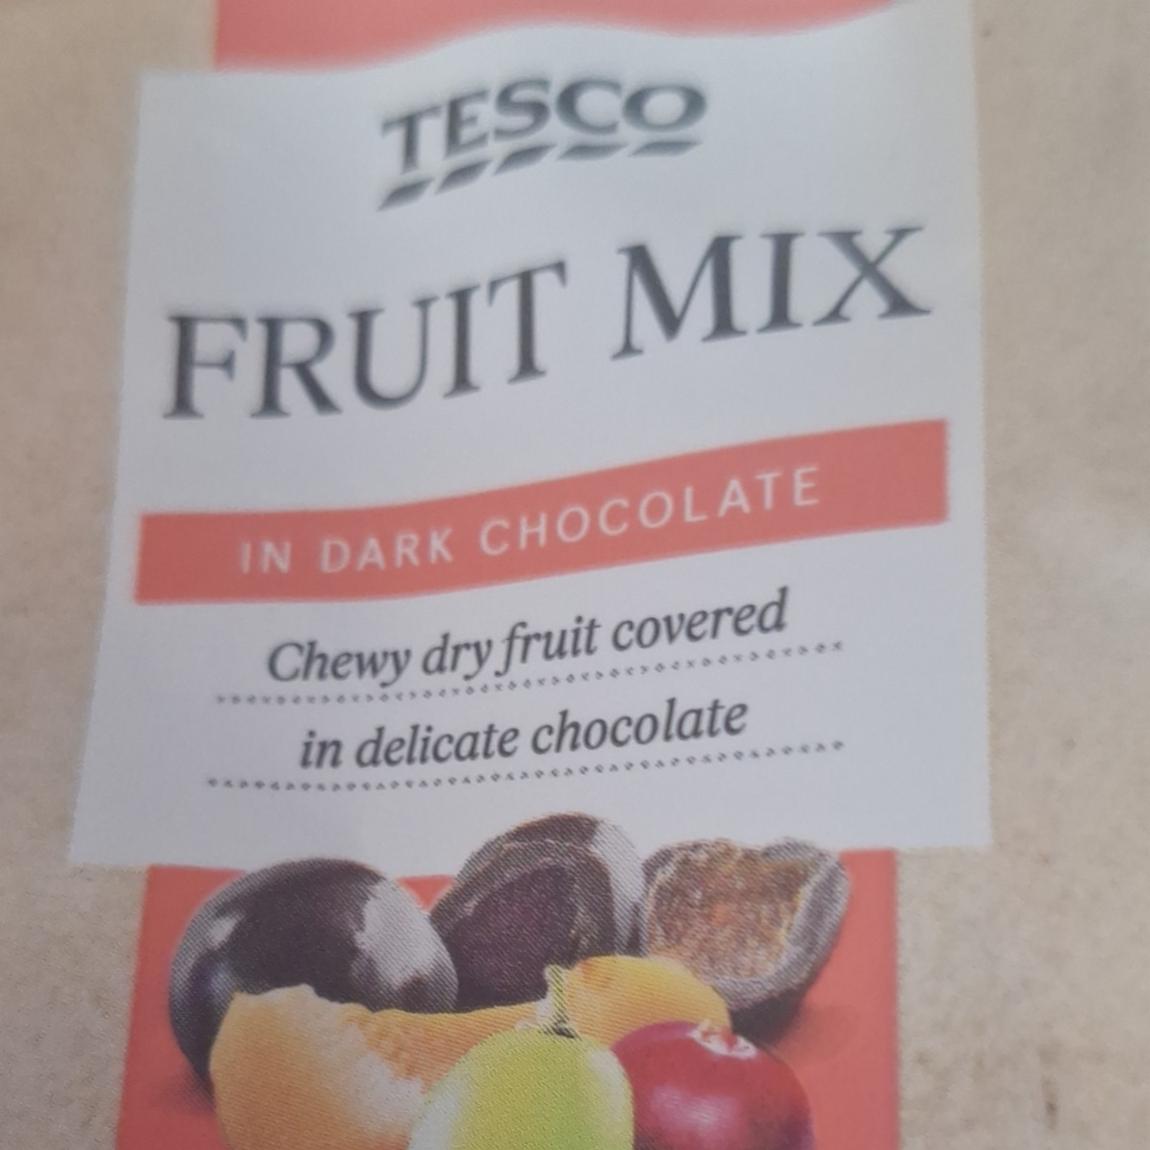 TESCO
FRUIT MIX
IN DARK CHOCOLATE
Chewy dry fruit covered
in delicate chocolate